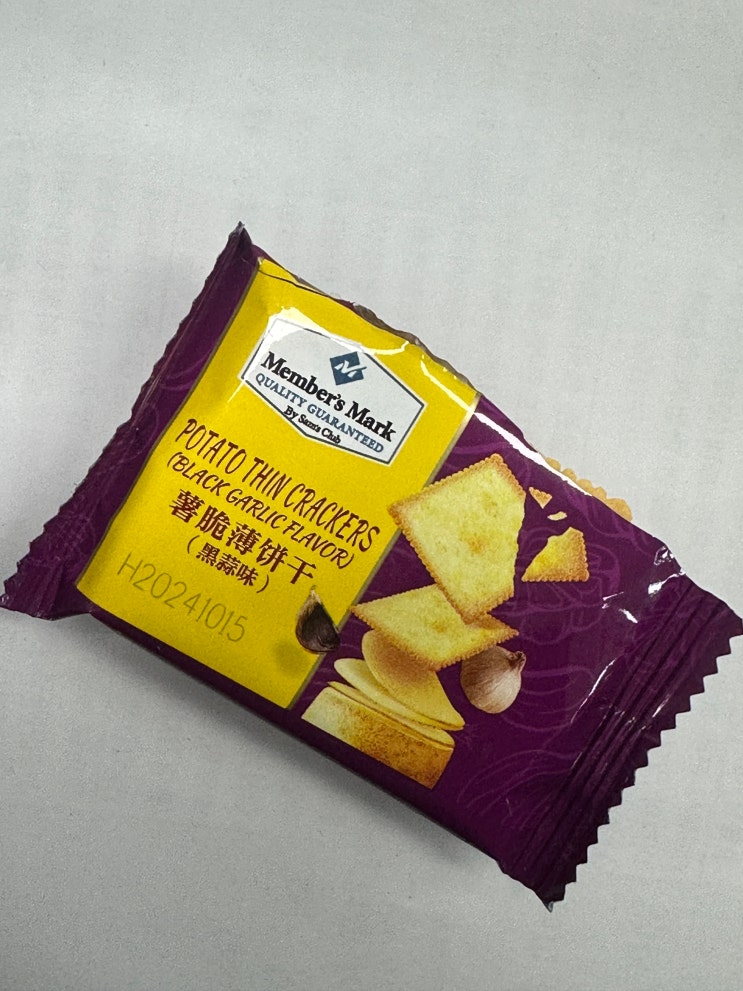 Member's Mark
QUALITY GUARANTEED
By Sam's Club
POTATO THIN CRACKERS
(BLACK GARLIC FLAVOR)
薯脆薄饼干
(黑蒜味)
H20241015